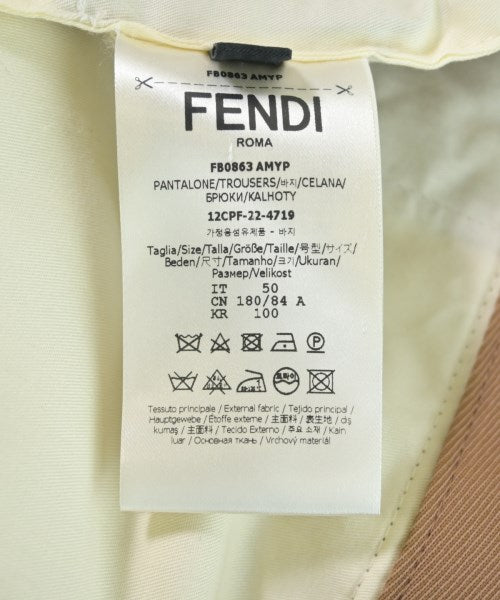 FB0863 AMYP
FENDI
ROMA
FB0863 AMYP
PANTALONE/TROUSERS/바지/CELANA/
БРЮКИ/KALHOTY
12CPF-22-4719
가정용섬유제품 - 바지
Taglia/Size/Talla/Größe/Taille/号型/サイズ/
Beden/尺寸/Tamanho/크기/Ukuran/
Размер/Velikost
IT 50
CN 180/84 A
KR 100
P
드라이
Tessuto principale / External fabric / Tejido principal /
Hauptgewebe / Étoffe externe / 主面料 / 表生地 / diş
kumaş / 主面料 / Tecido Externo / 주요 소재 / Kain
luar / Основная ткань / Vrchový materiál